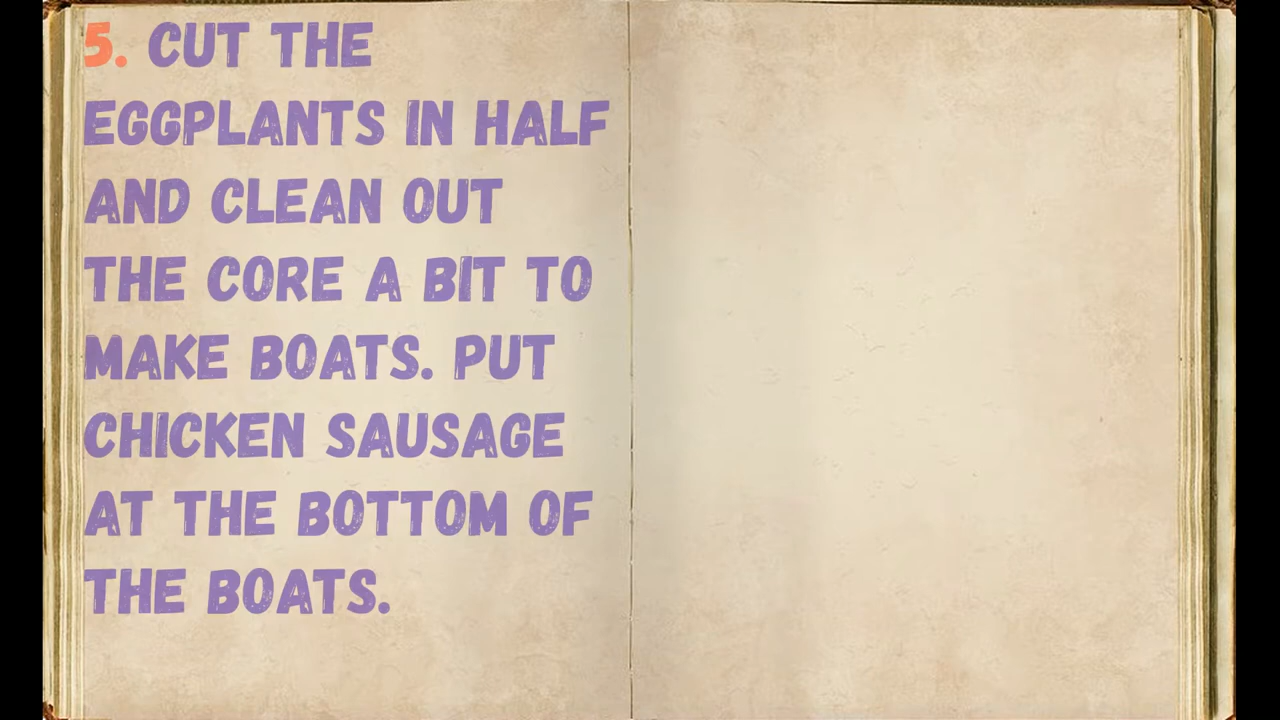 5. CUT THE
EGGPLANTS IN HALF
AND CLEAN OUT
THE CORE A BIT TO
MAKE BOATS. PUT
CHICKEN SAUSAGE
AT THE BOTTOM OF
THE BOATS.